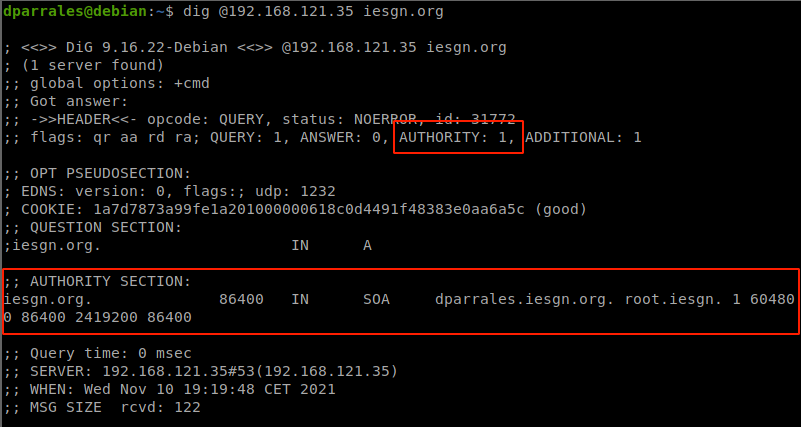 dparrales@debian:~$ dig @192.168.121.35 iesgn.org
; <<>> DiG 9.16.22-Debian <<>> @192.168.121.35 iesgn.org
; (1 server found)
;; global options: +cmd
;; Got answer:
;; ->>HEADER<<- opcode: QUERY, status: NOERROR, id: 31772
;; flags: qr aa rd ra; QUERY: 1, ANSWER: 0, AUTHORITY: 1, ADDITIONAL: 1
;; OPT PSEUDOSECTION:
; EDNS: version: 0, flags:; udp: 1232
; COOKIE: 1a7d7873a99fe1a201000000618c0d4491f48383e0aa6a5c (good)
;; QUESTION SECTION:
;iesgn.org. IN A
;; AUTHORITY SECTION:
iesgn.org. 86400 IN SOA dparrales.iesgn.org. root.iesgn. 1 60480
0 86400 2419200 86400
;; Query time: 0 msec
;; SERVER: 192.168.121.35#53(192.168.121.35)
;; WHEN: Wed Nov 10 19:19:48 CET 2021
;; MSG SIZE rcvd: 122